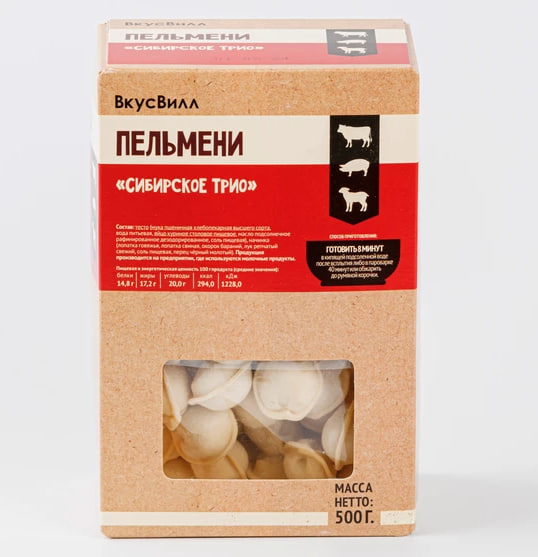 ВкусВилл
ПЕЛЬМЕНИ
«СИБИРСКОЕ ТРИО»
ВкусВилл
ПЕЛЬМЕНИ
«СИБИРСКОЕ ТРИО»
Состав: тесто (мука пшеничная хлебопекарная высшего сорта,
вода питьевая, яйцо куриное столовое пищевое, масло подсолнечное
рафинированное дезодорированное, соль пищевая), начинка
(лопатка говяжья, лопатка свиная, окорок бараний, лук репчатый
свежий, соль пищевая, перец чёрный молотый). Продукция
производится на предприятии, где используются молочные продукты.
Пищевая и энергетическая ценность 100 г продукта (средние значения):
белки жиры углеводы ккал кДж
14,8 г 17,2 г 20,0 г 294,0 1228,0
СПОСОБ ПРИГОТОВЛЕНИЯ:
ГОТОВИТЬ 8 МИНУТ
в кипящей подсоленной воде
после всплытия либо в пароварке
40 минут или обжарить
до румяной корочки.
МАССА
НЕТТО:
500 Г.